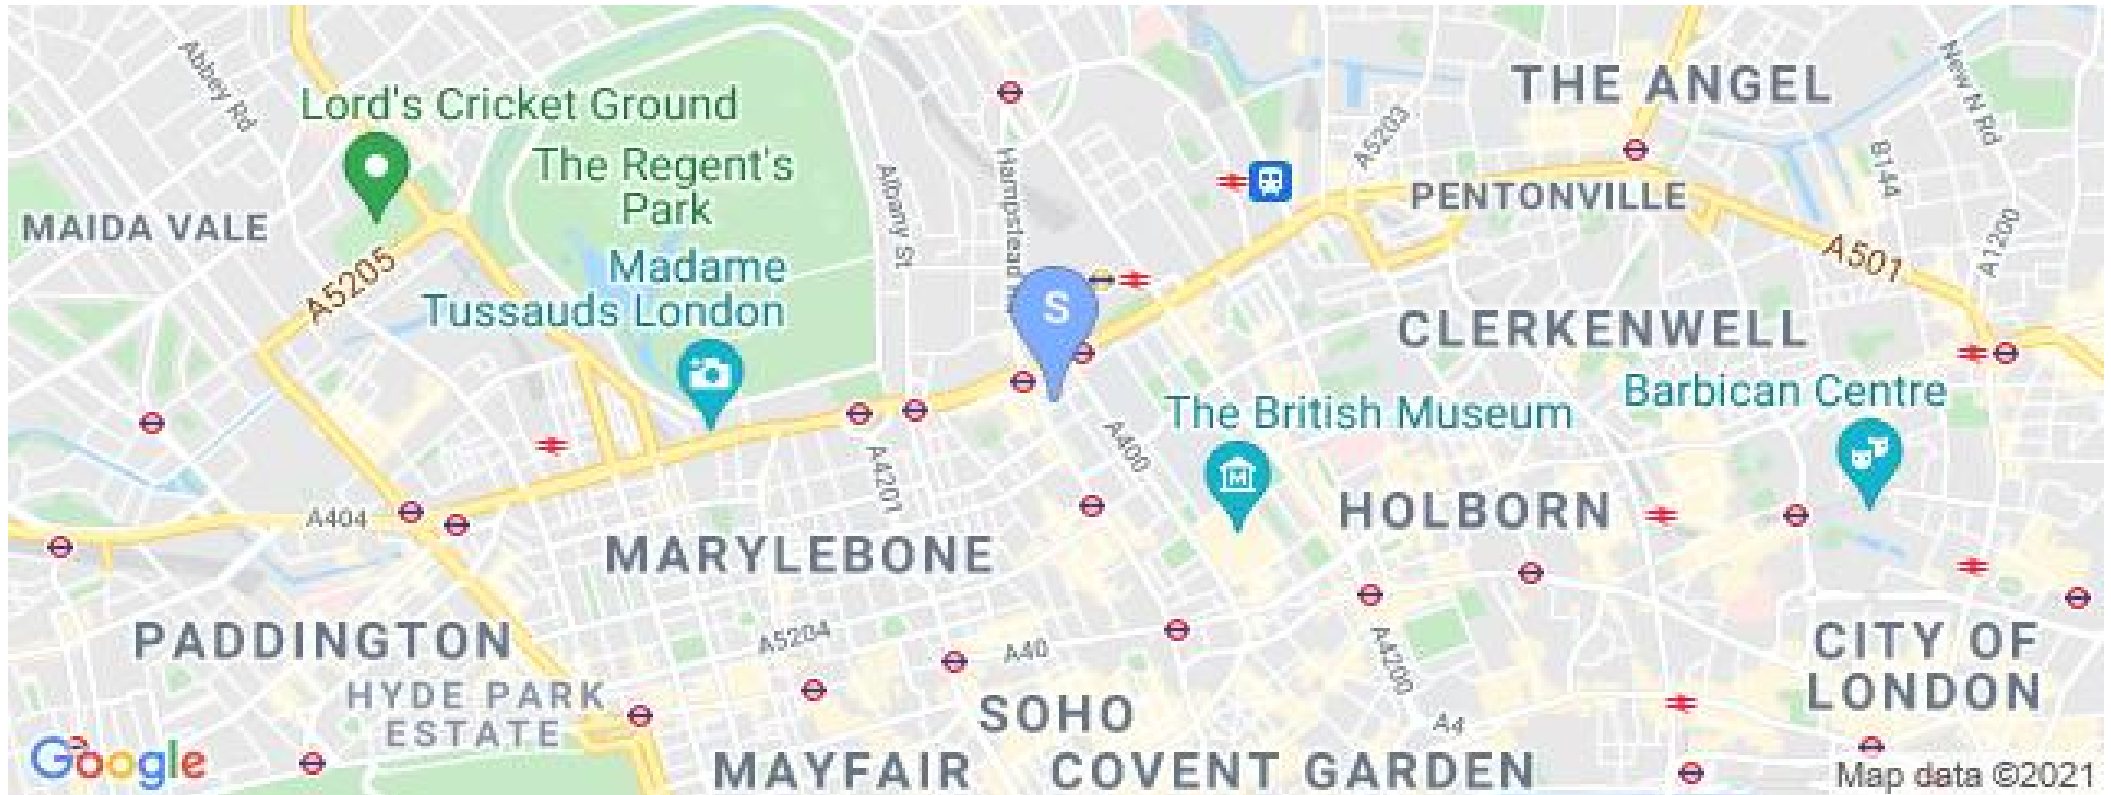 Abbey Rd
Lord's Cricket Ground
THE ANGEL
New N Rd
The Regent's
Park
Albany St
Hampstead
A5203
B144
PENTONVILLE
MAIDA VALE
A5205
A501
A1200
Madame
Tussauds London
S
CLERKENWELL
Barbican Centre
The British Museum
A400
A4201
M
HOLBORN
A404
MARYLEBONE
PADDINGTON
A5204
A40
A4200
CITY OF
LONDON
HYDE PARK
ESTATE
SOHO
A4
Google
MAYFAIR
COVENT GARDEN
Map data ©2021